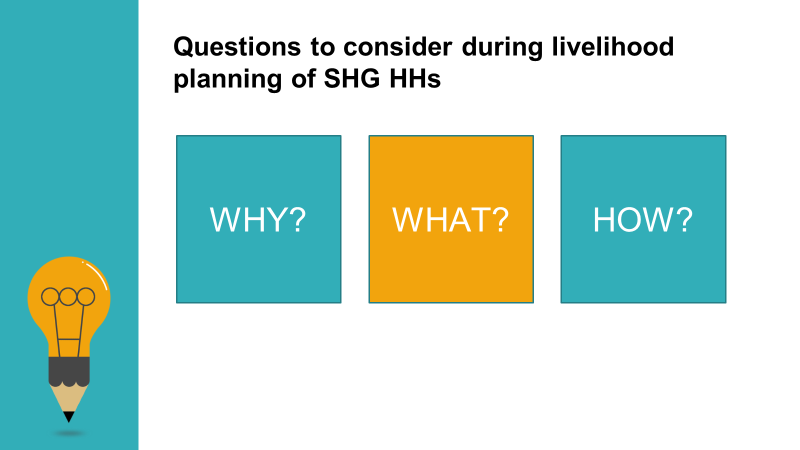 Questions to consider during livelihood
planning of SHG HHs
WHY?
WHAT?
HOW?